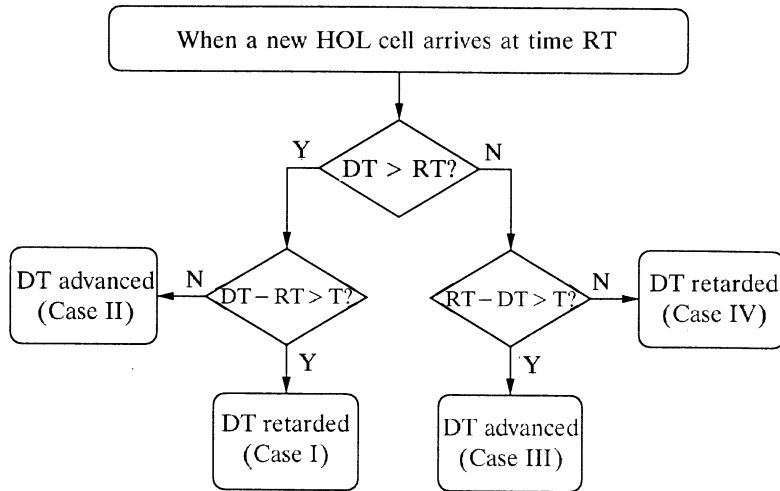 When a new HOL cell arrives at time RT
Y
DT > RT?
N
DT advanced
(Case II)
N
DT − RT > T?
RT − DT > T?
N
DT retarded
(Case IV)
Y
Y
DT retarded
(Case I)
DT advanced
(Case III)